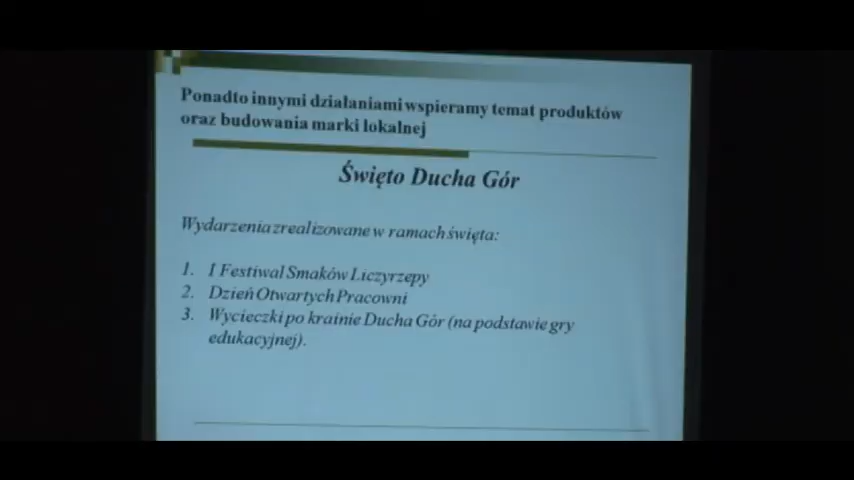 Ponadto innymi działaniami wspieramy temat produktów
oraz budowania marki lokalnej
Święto Ducha Gór
Wydarzenia zrealizowane w ramach święta:
1. I Festiwal Smaków Liczyrzepy
2. Dzień Otwartych Pracowni
3. Wycieczki po krainie Ducha Gór (na podstawie gry
edukacyjnej).